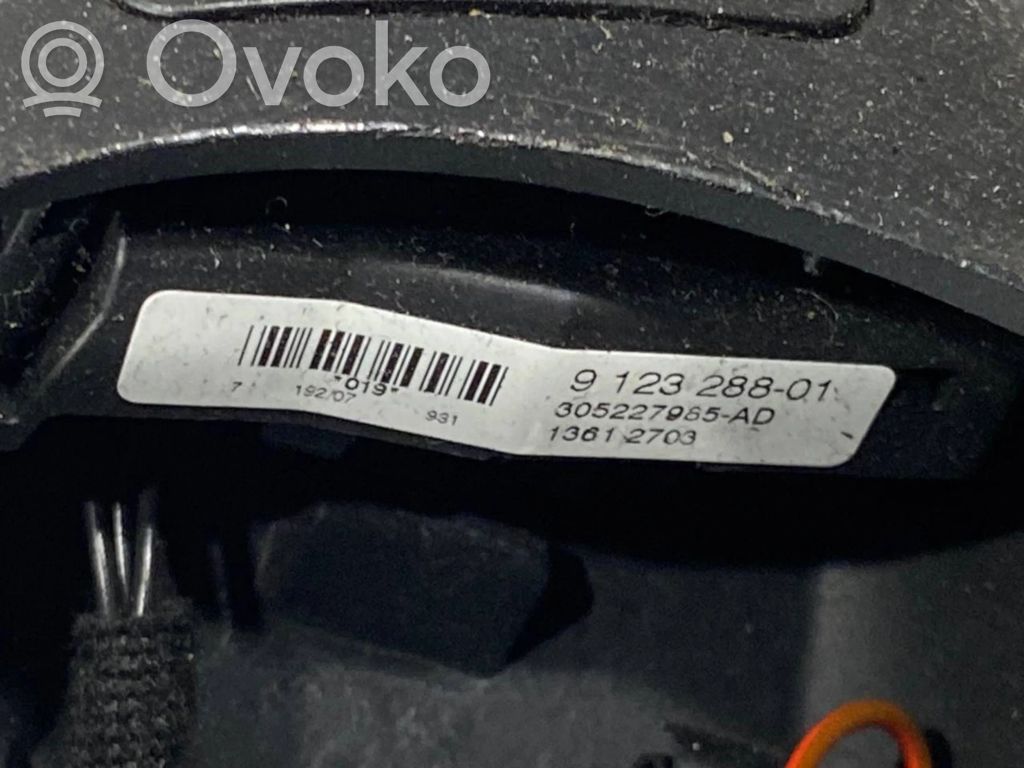 Ovoko
9 123 288-01
305227985-AD
1361 2703
*019*
7 192/07 931